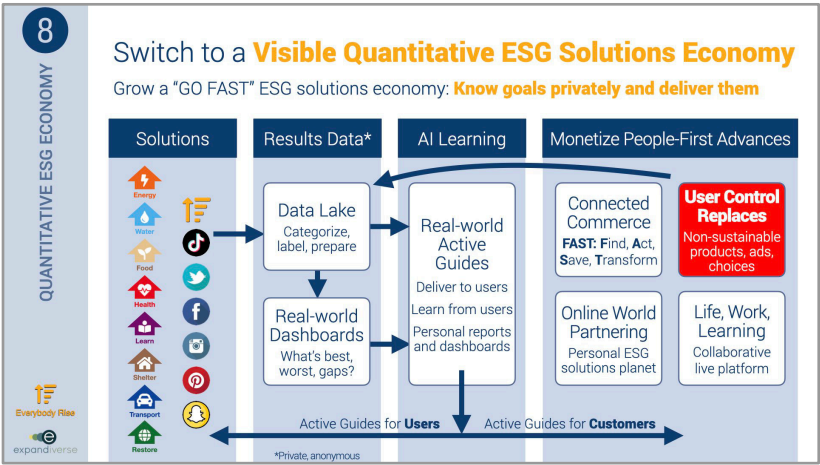 8
QUANTITATIVE ESG ECONOMY
Switch to a Visible Quantitative ESG Solutions Economy
Grow a “GO FAST” ESG solutions economy: Know goals privately and deliver them
Solutions
Energy
Water
Food
Health
Learn
Shelter
Transport
Restore
Results Data*
Data Lake
Categorize,
label, prepare
Real-world
Dashboards
What’s best,
worst, gaps?
AI Learning
Real-world
Active
Guides
Deliver to users
Learn from users
Personal reports
and dashboards
Monetize People-First Advances
Connected
Commerce
FAST: Find, Act,
Save, Transform
User Control
Replaces
Non-sustainable
products, ads,
choices
Online World
Partnering
Personal ESG
solutions planet
Life, Work,
Learning
Collaborative
live platform
Active Guides for Users
Active Guides for Customers
*Private, anonymous
Everybody Rise
expandiverse